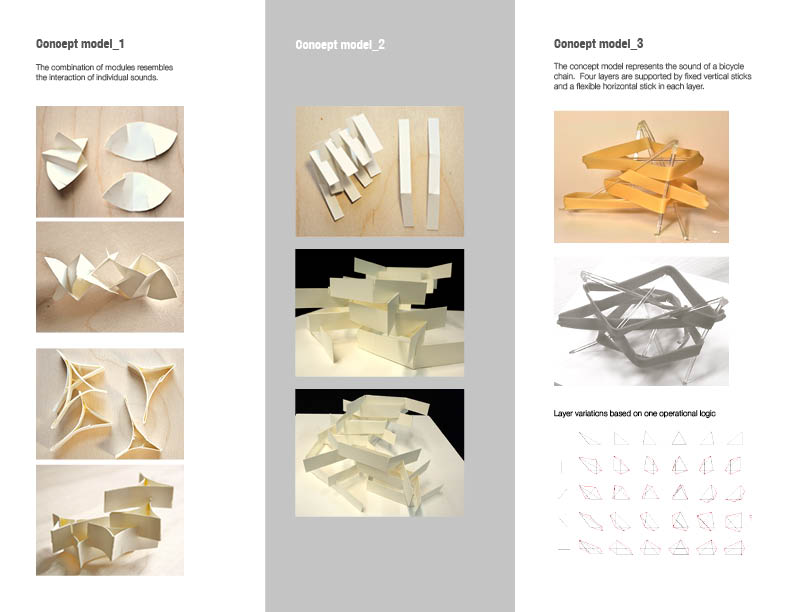 Concept model_1
The combination of modules resembles
the interaction of individual sounds.
Concept model_2
Concept model_3
The concept model represents the sound of a bicycle
chain.  Four layers are supported by fixed vertical sticks
and a flexible horizontal stick in each layer.
Layer variations based on one operational logic